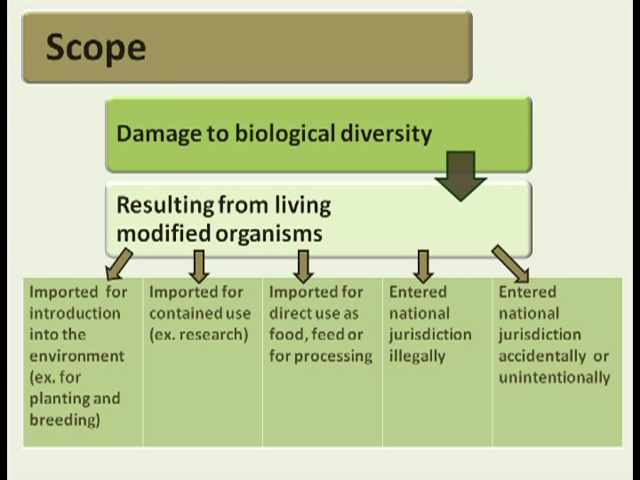 Scope
Damage to biological diversity
Resulting from living
modified organisms
Imported for
introduction
into the
environment
(ex. for
planting and
breeding)
Imported for
contained use
(ex. research)
Imported for
direct use as
food, feed or
for processing
Entered
national
jurisdiction
illegally
Entered
national
jurisdiction
accidentally or
unintentionally